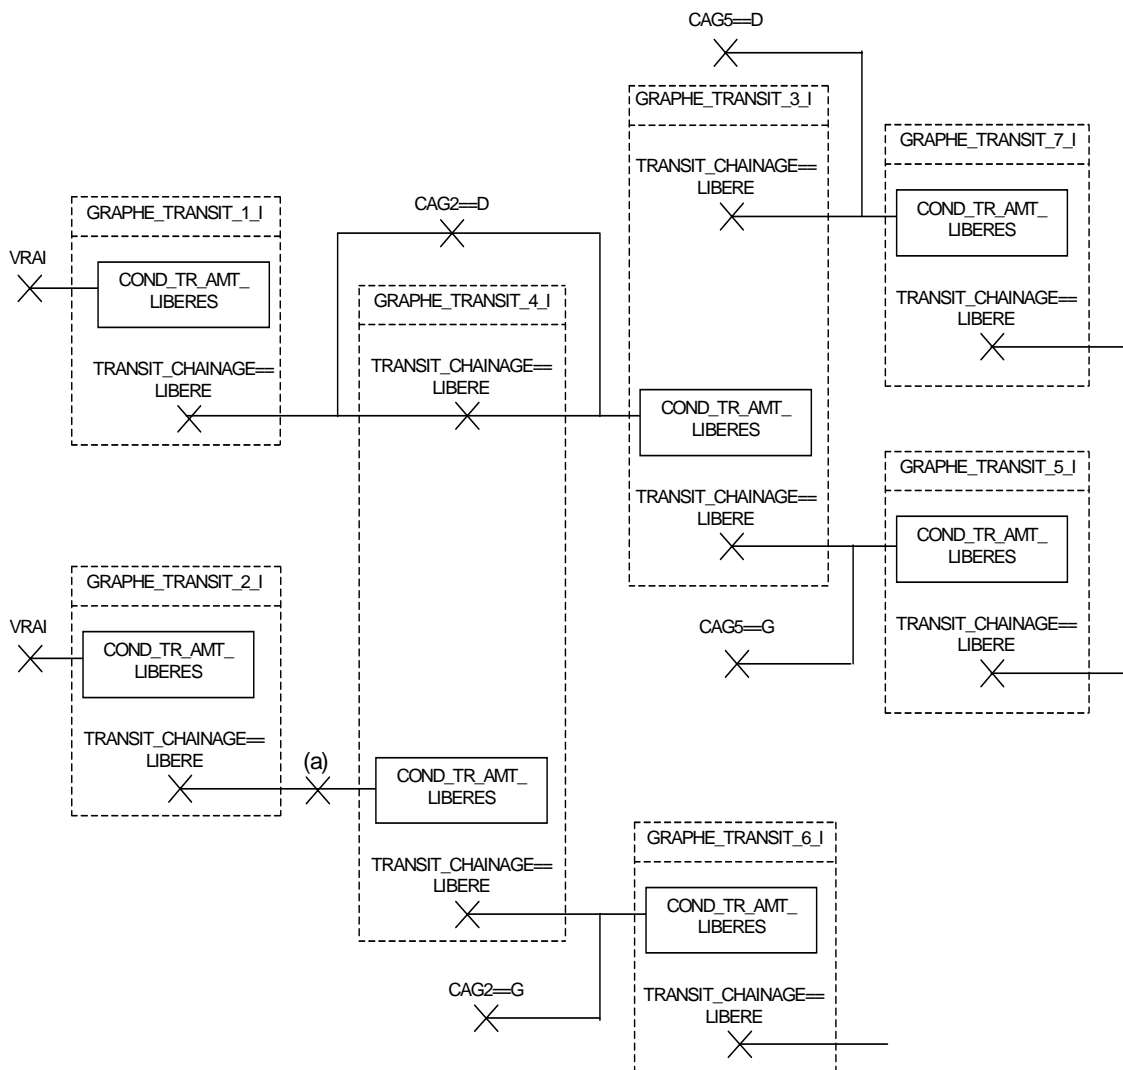 CAG5==D
GRAPHE_TRANSIT_3_I
GRAPHE_TRANSIT_7_I
TRANSIT_CHAINAGE==
LIBERE
COND_TR_AMT_
LIBERES
GRAPHE_TRANSIT_1_I
CAG2==D
VRAI
COND_TR_AMT_
LIBERES
GRAPHE_TRANSIT_4_I
TRANSIT_CHAINAGE==
LIBERE
TRANSIT_CHAINAGE==
LIBERE
TRANSIT_CHAINAGE==
LIBERE
COND_TR_AMT_
LIBERES
GRAPHE_TRANSIT_5_I
TRANSIT_CHAINAGE==
LIBERE
COND_TR_AMT_
LIBERES
GRAPHE_TRANSIT_2_I
VRAI
COND_TR_AMT_
LIBERES
CAG5==G
TRANSIT_CHAINAGE==
LIBERE
TRANSIT_CHAINAGE==
LIBERE
(a)
COND_TR_AMT_
LIBERES
GRAPHE_TRANSIT_6_I
TRANSIT_CHAINAGE==
LIBERE
COND_TR_AMT_
LIBERES
CAG2==G
TRANSIT_CHAINAGE==
LIBERE